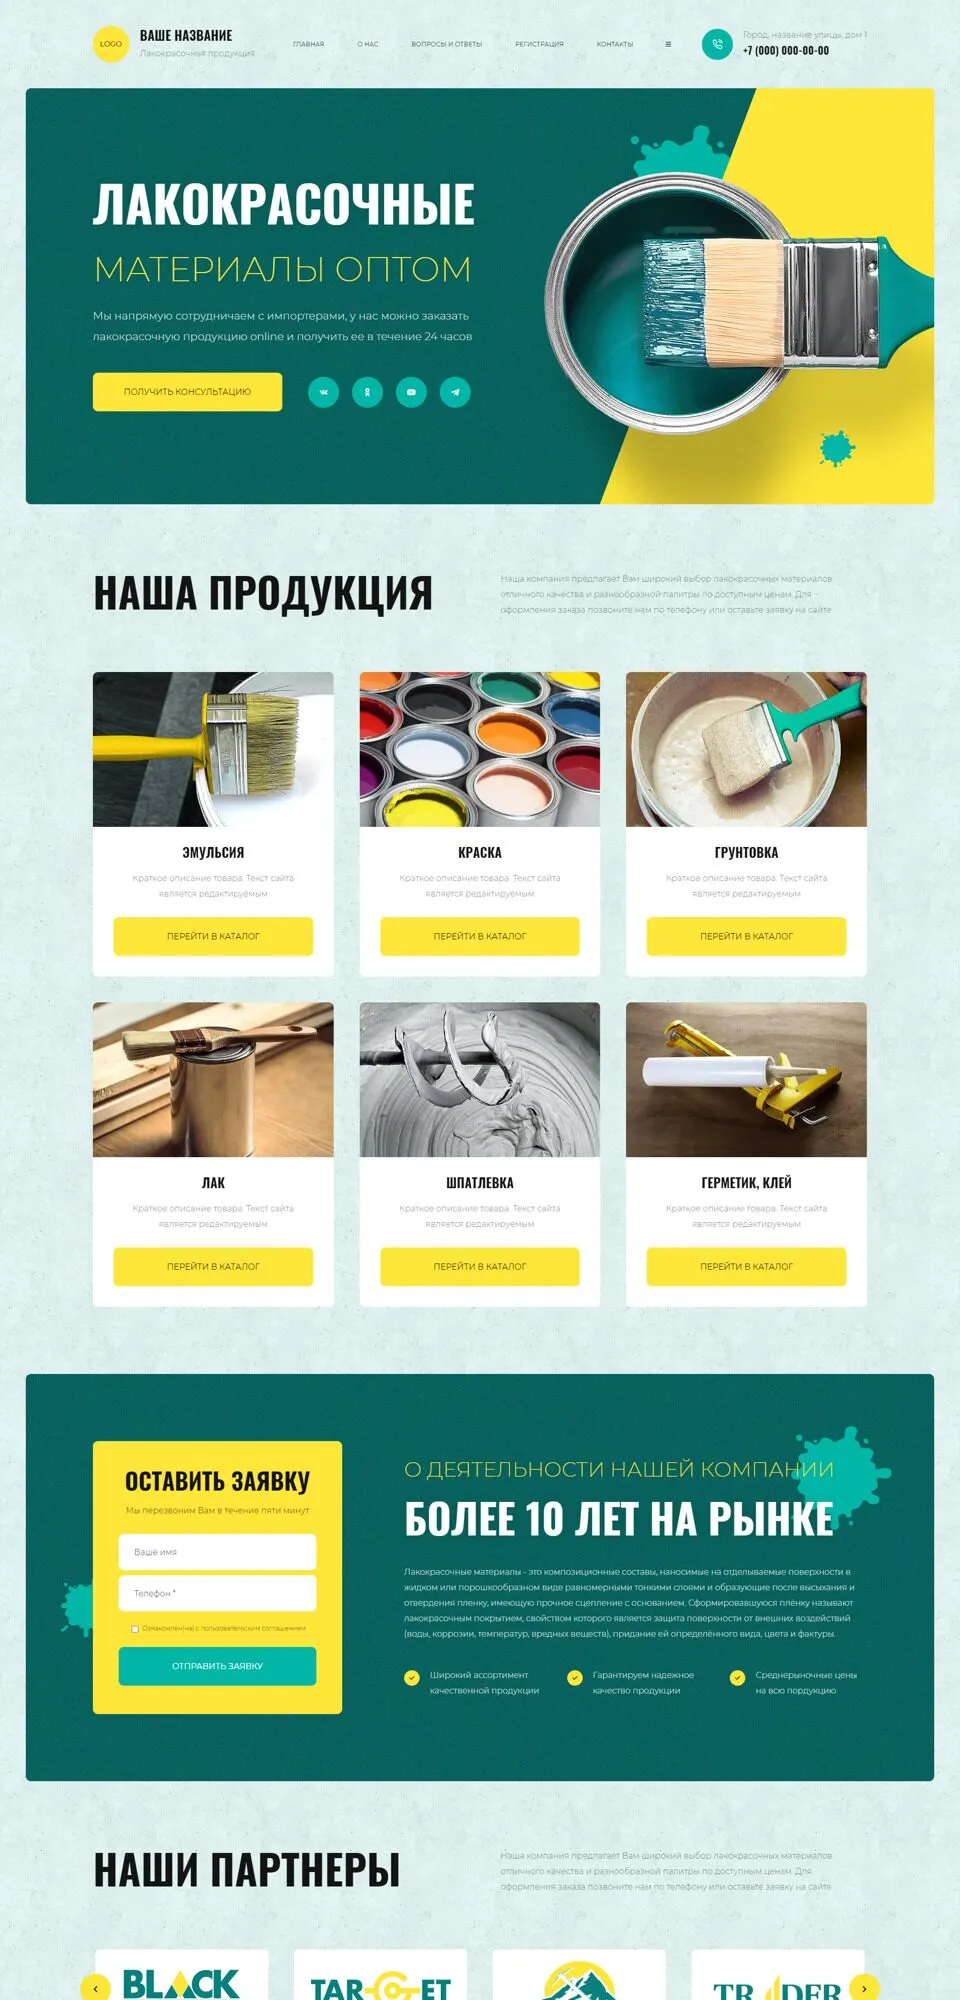 LOGO
ВАШЕ НАЗВАНИЕ
Лакокрасочная продукция
ГЛАВНАЯ
О НАС
ВОПРОСЫ И ОТВЕТЫ
РЕГИСТРАЦИЯ
КОНТАКТЫ
Город, название улицы, дом 1
+7 (000) 000-00-00
ЛАКОКРАСОЧНЫЕ
МАТЕРИАЛЫ ОПТОМ
Мы напрямую сотрудничаем с импортерами, у нас можно заказать
лакокрасочную продукцию online и получить ее в течение 24 часов
ПОЛУЧИТЬ КОНСУЛЬТАЦИЮ
НАША ПРОДУКЦИЯ
Наша компания предлагает Вам широкий выбор лакокрасочных материалов
отличного качества и разнообразной палитры по доступным ценам. Для
оформления заказа позвоните нам по телефону или оставьте заявку на сайте
ЭМУЛЬСИЯ
Краткое описание товара. Текст сайта
является редактируемым
ПЕРЕЙТИ В КАТАЛОГ
КРАСКА
Краткое описание товара. Текст сайта
является редактируемым
ПЕРЕЙТИ В КАТАЛОГ
ГРУНТОВКА
Краткое описание товара. Текст сайта
является редактируемым
ПЕРЕЙТИ В КАТАЛОГ
ЛАК
Краткое описание товара. Текст сайта
является редактируемым
ПЕРЕЙТИ В КАТАЛОГ
ШПАТЛЕВКА
Краткое описание товара. Текст сайта
является редактируемым
ПЕРЕЙТИ В КАТАЛОГ
ГЕРМЕТИК, КЛЕЙ
Краткое описание товара. Текст сайта
является редактируемым
ПЕРЕЙТИ В КАТАЛОГ
ОСТАВИТЬ ЗАЯВКУ
Мы перезвоним Вам в течение пяти минут
Ваше имя
Телефон *
Ознакомлен(на) с пользовательским соглашением
ОТПРАВИТЬ ЗАЯВКУ
О ДЕЯТЕЛЬНОСТИ НАШЕЙ КОМПАНИИ
БОЛЕЕ 10 ЛЕТ НА РЫНКЕ
Лакокрасочные материалы - это композиционные составы, наносимые на отделываемые поверхности в
жидком или порошкообразном виде равномерными тонкими слоями и образующие после высыхания и
отвердения пленку, имеющую прочное сцепление с основанием. Сформировавшуюся плёнку называют
лакокрасочным покрытием, свойством которого является защита поверхности от внешних воздействий
(воды, коррозии, температур, вредных веществ), придание ей определённого вида, цвета и фактуры.
Широкий ассортимент
качественной продукции
Гарантируем надежное
качество продукции
Среднерыночные цены
на всю пордукцию
НАШИ ПАРТНЕРЫ
Наша компания предлагает Вам широкий выбор лакокрасочных материалов
отличного качества и разнообразной палитры по доступным ценам. Для
оформления заказа позвоните нам по телефону или оставьте заявку на сайте
BLACK
TARGET
TRADER